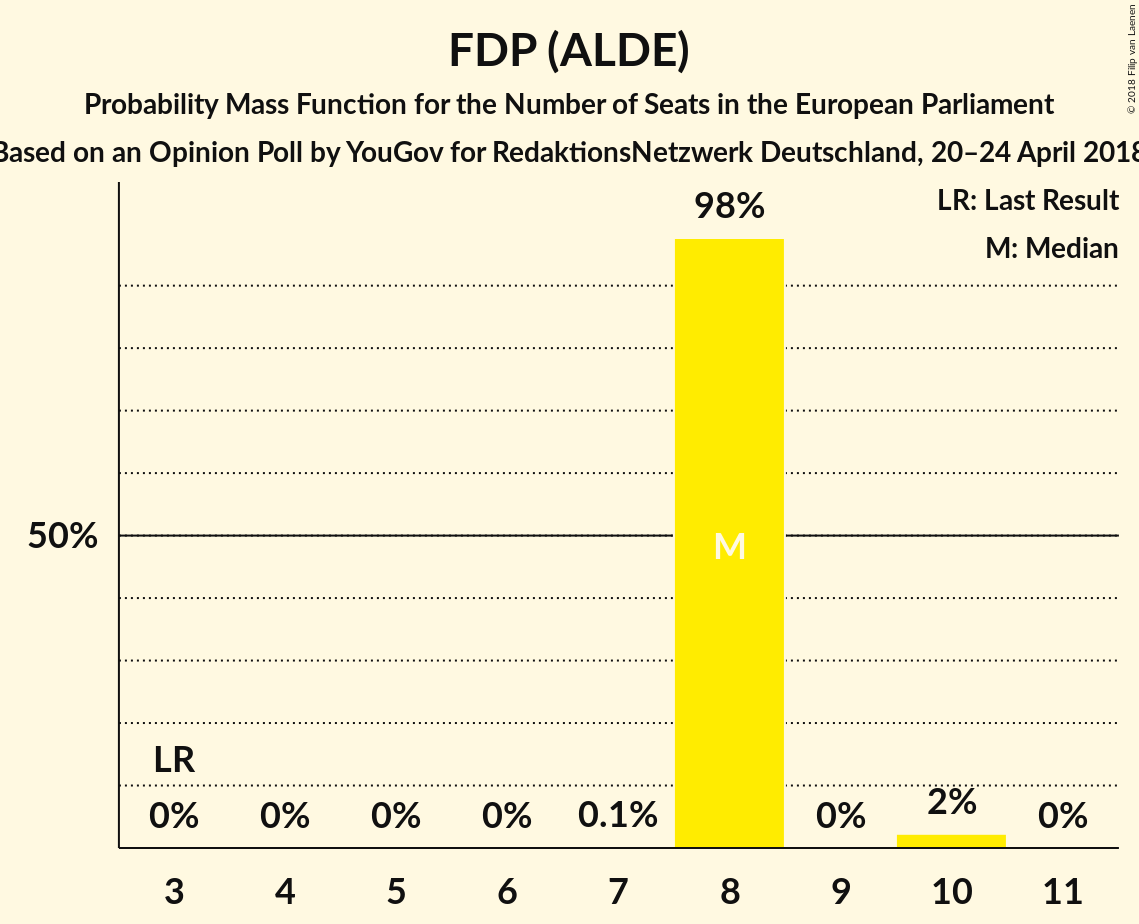 FDP (ALDE)
Probability Mass Function for the Number of Seats in the European Parliament
Based on an Opinion Poll by YouGov for RedaktionsNetzwerk Deutschland, 20–24 April 2018
© 2018 Filip van Laenen
LR: Last Result
M: Median
98%
50%
M
LR
0% 0% 0% 0% 0.1% 0% 2% 0%
3 4 5 6 7 8 9 10 11